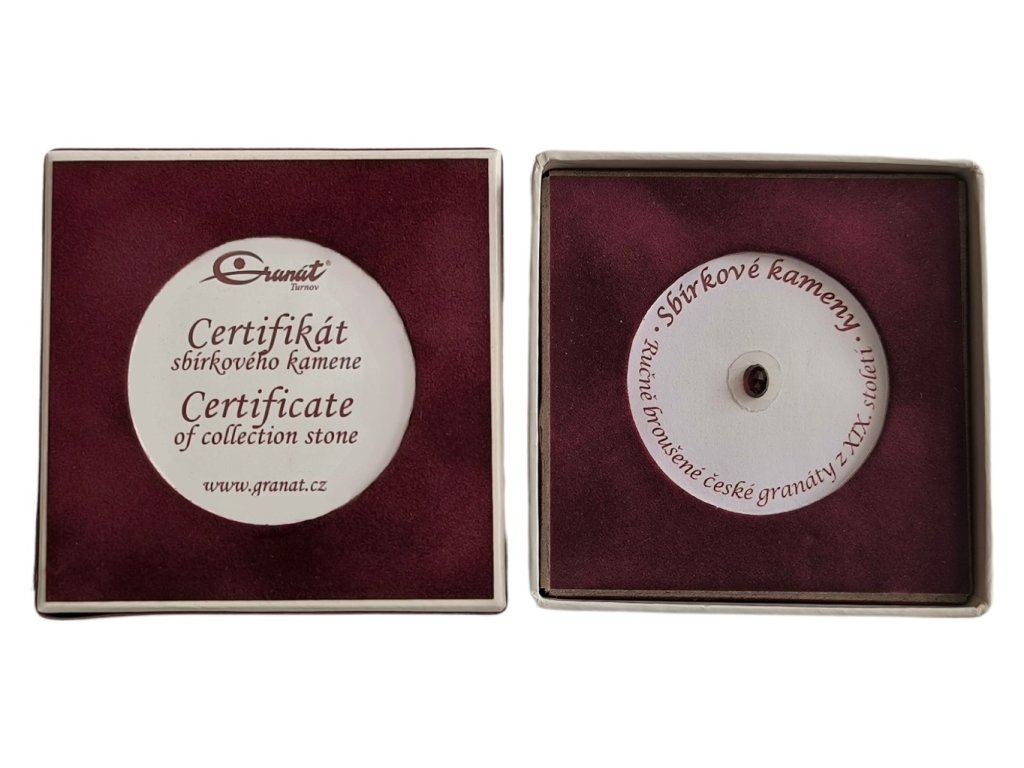 Granát®
Turnov
Certifikát
sbírkového kamene
Certificate
of collection stone
www.granat.cz
• Sbírkové kameny •
Ručně broušené české granáty z XIX. století